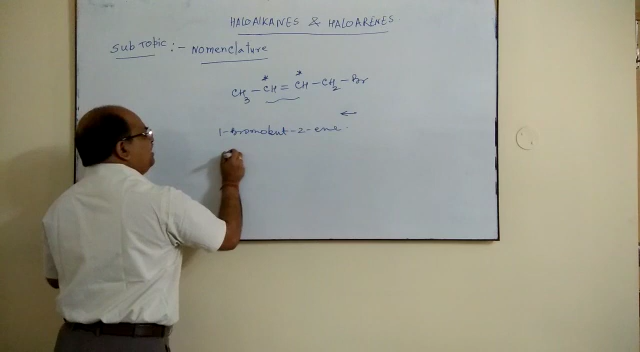 HALOALKANES & HALOARENES
Sub Topic :- Nomenclature
* *
CH3 - CH = CH - CH2 - Br
←
1-Bromobut-2-ene.